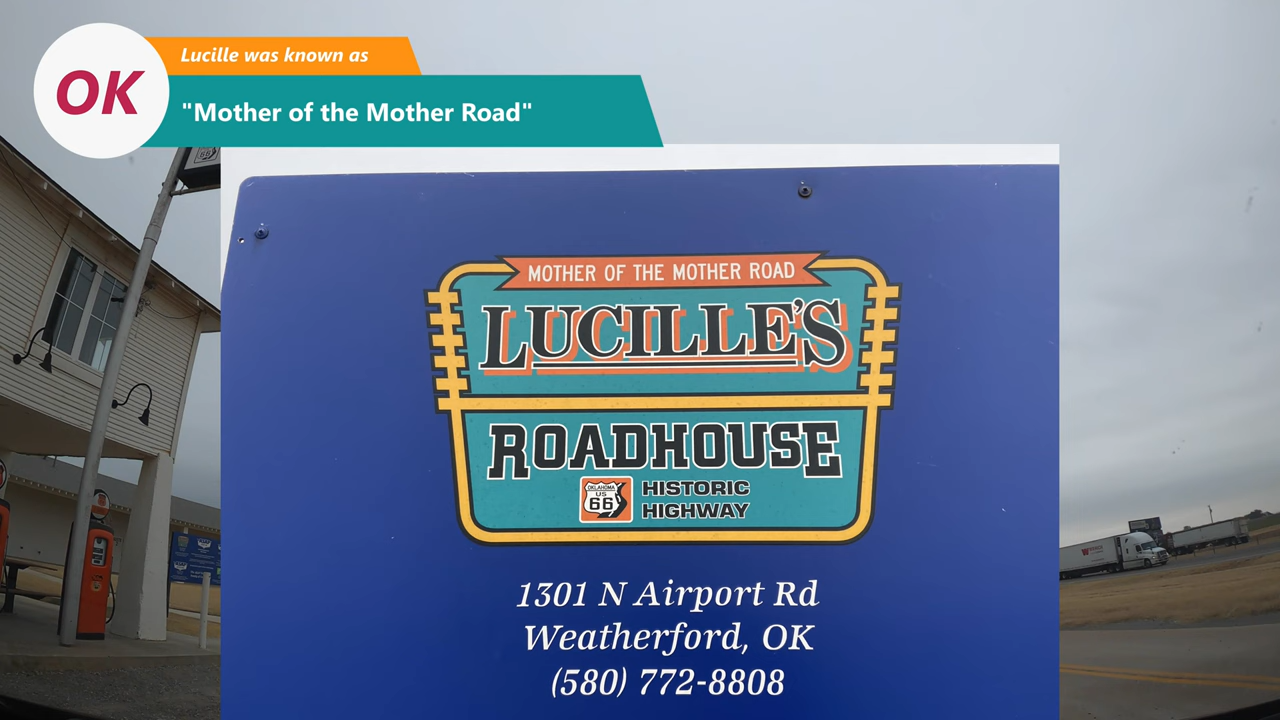 OK
Lucille was known as
"Mother of the Mother Road"
MOTHER OF THE MOTHER ROAD
LUCILLE'S
ROADHOUSE
OKLAHOMA
US
66
HISTORIC
HIGHWAY
1301 N Airport Rd
Weatherford, OK
(580) 772-8808